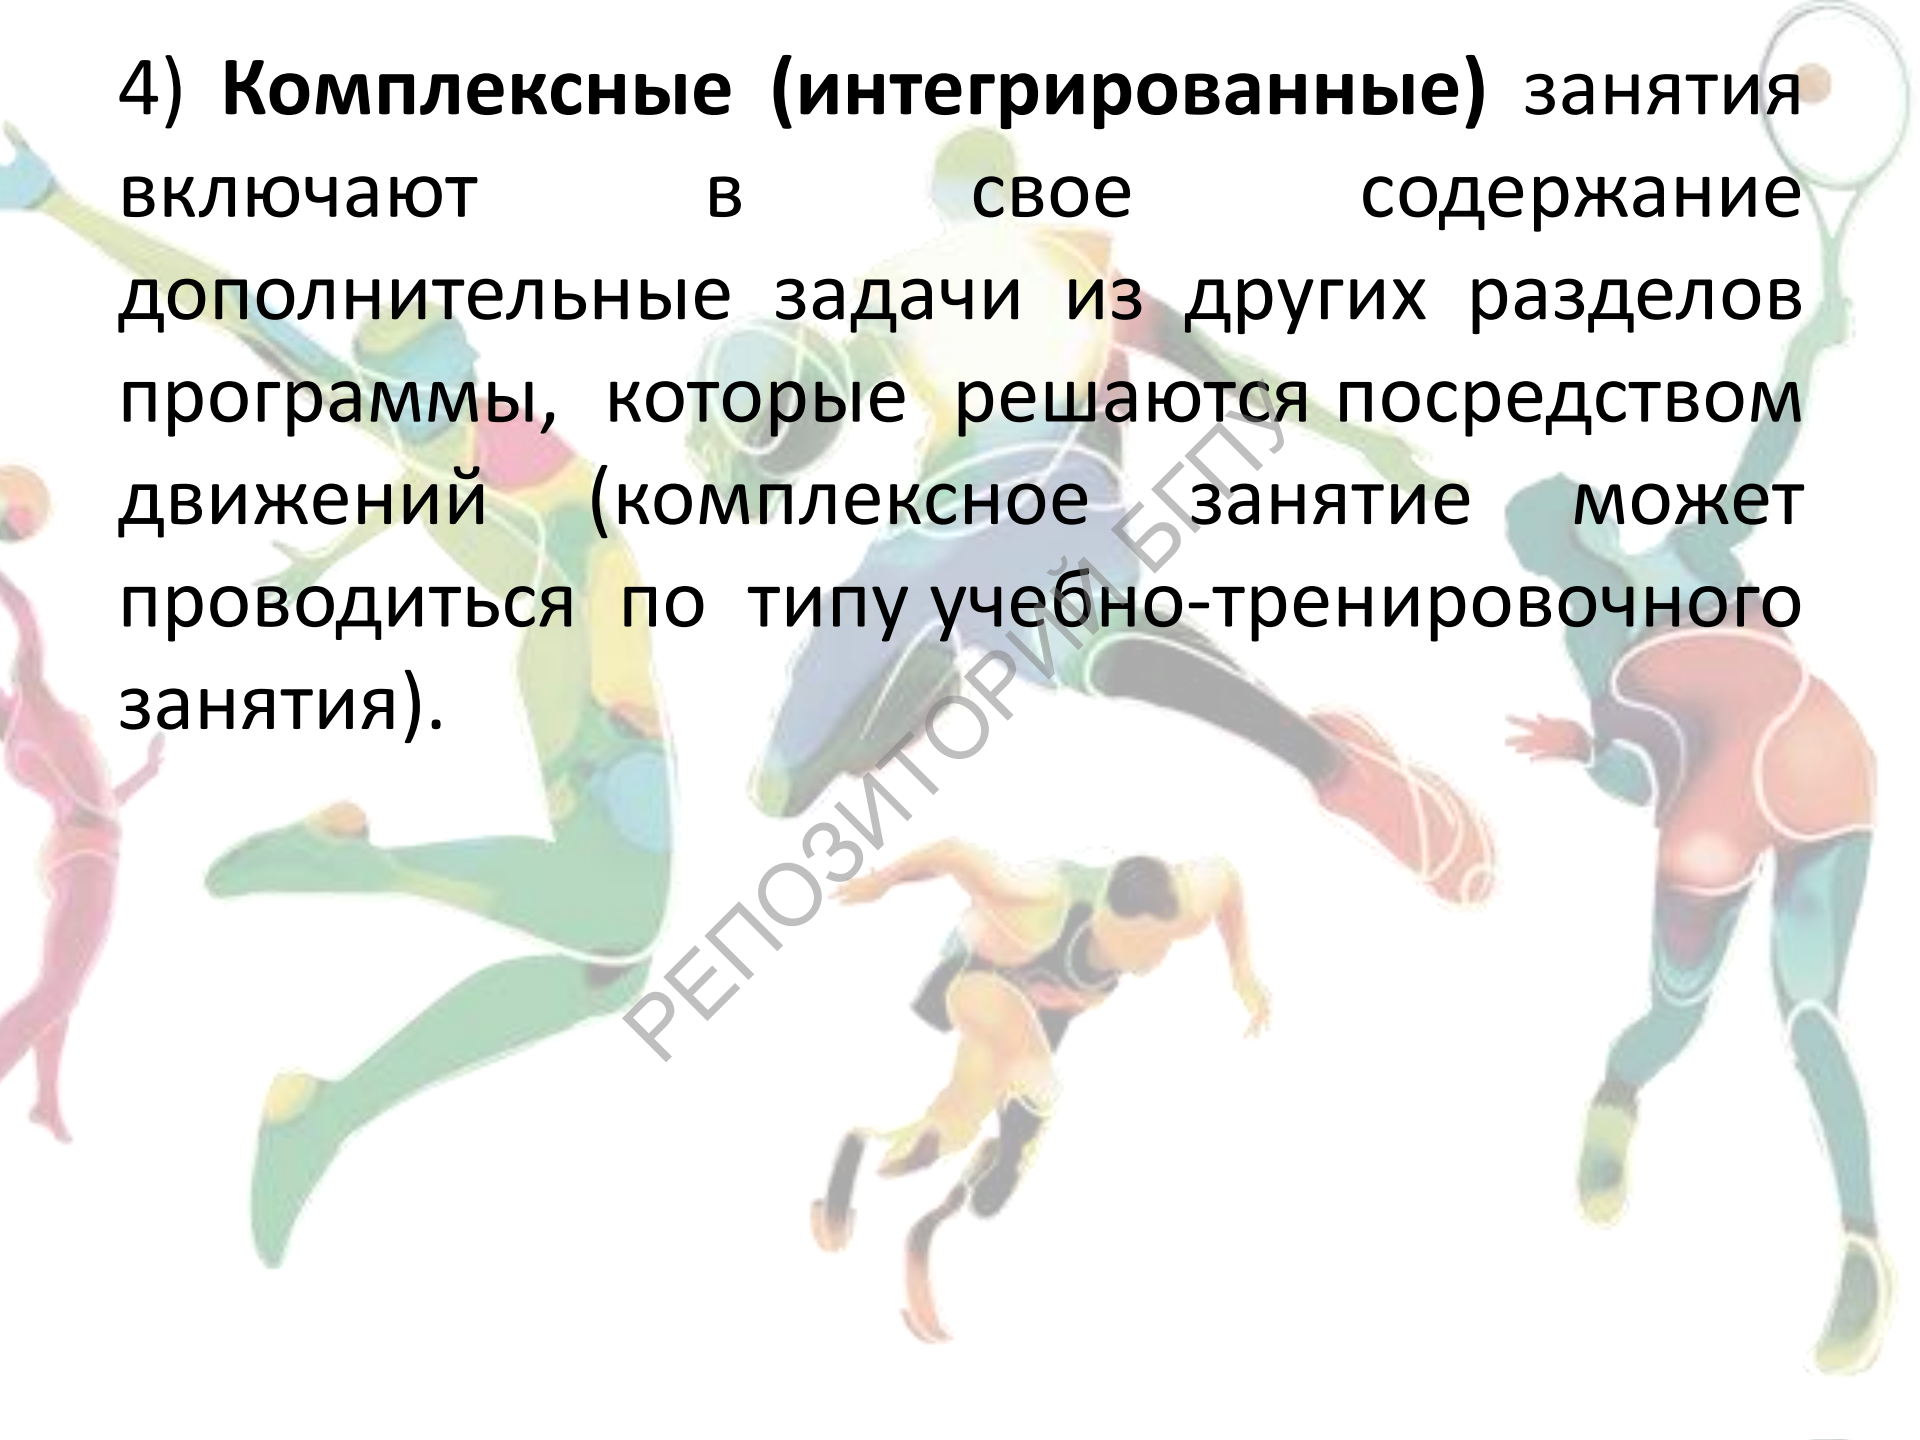 4) Комплексные (интегрированные) занятия
включают в свое содержание
дополнительные задачи из других разделов
программы, которые решаются посредством
движений (комплексное занятие может
проводиться по типу учебно-тренировочного
занятия).
РЕПОЗИТОРИЙ БГПУ